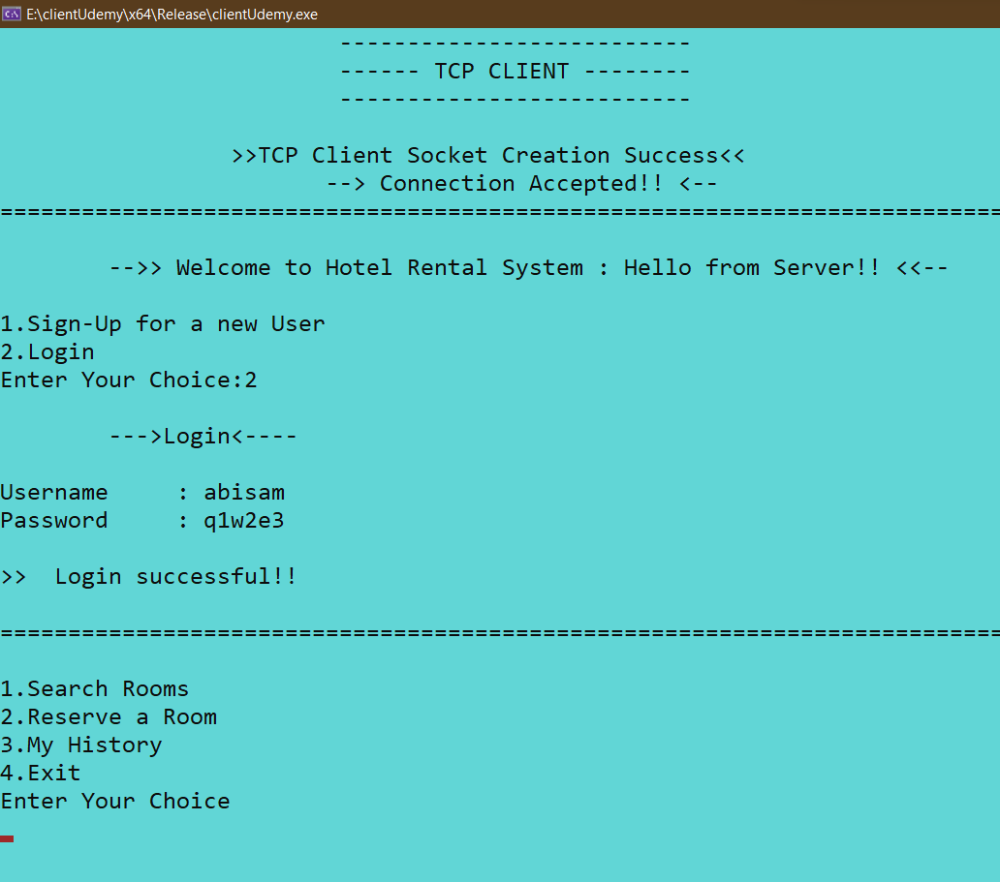 E:\clientUdemy\x64\Release\clientUdemy.exe
--------------------------
------ TCP CLIENT --------
--------------------------
>>TCP Client Socket Creation Success<<
--> Connection Accepted!! <--
==========================================================================
-->> Welcome to Hotel Rental System : Hello from Server!! <<--
1.Sign-Up for a new User
2.Login
Enter Your Choice:2
--->Login<----
Username : abisam
Password : q1w2e3
>> Login successful!!
==========================================================================
1.Search Rooms
2.Reserve a Room
3.My History
4.Exit
Enter Your Choice